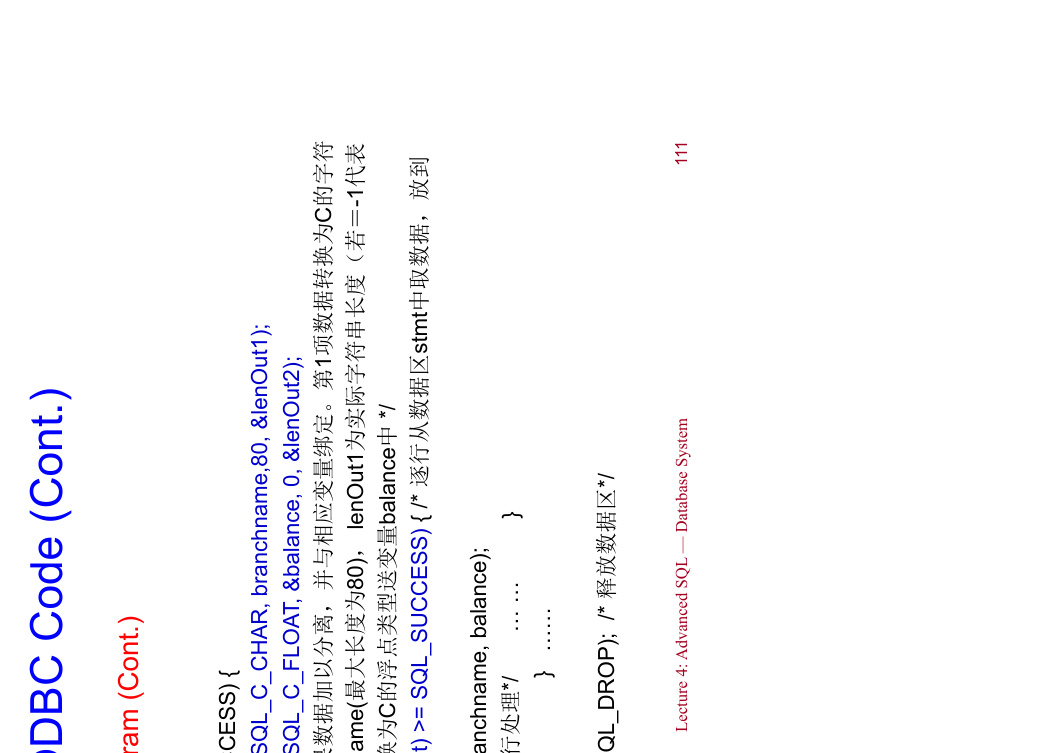 DBC Code (Cont.)
ram (Cont.)
CESS) {
SQL_C_CHAR, branchname,80, &lenOut1);
SQL_C_FLOAT, &balance, 0, &lenOut2);
数据加以分离，并与相应变量绑定。第1项数据转换为C的字符
ame(最大长度为80)， lenOut1为实际字符串长度（若＝-1代表
换为C的浮点类型送变量balance中 */
t) >= SQL_SUCCESS) { /* 逐行从数据区stmt中取数据，放到
anchname, balance);
行处理*/ …… }
…… }
QL_DROP); /* 释放数据区*/
Lecture 4: Advanced SQL — Database System 111